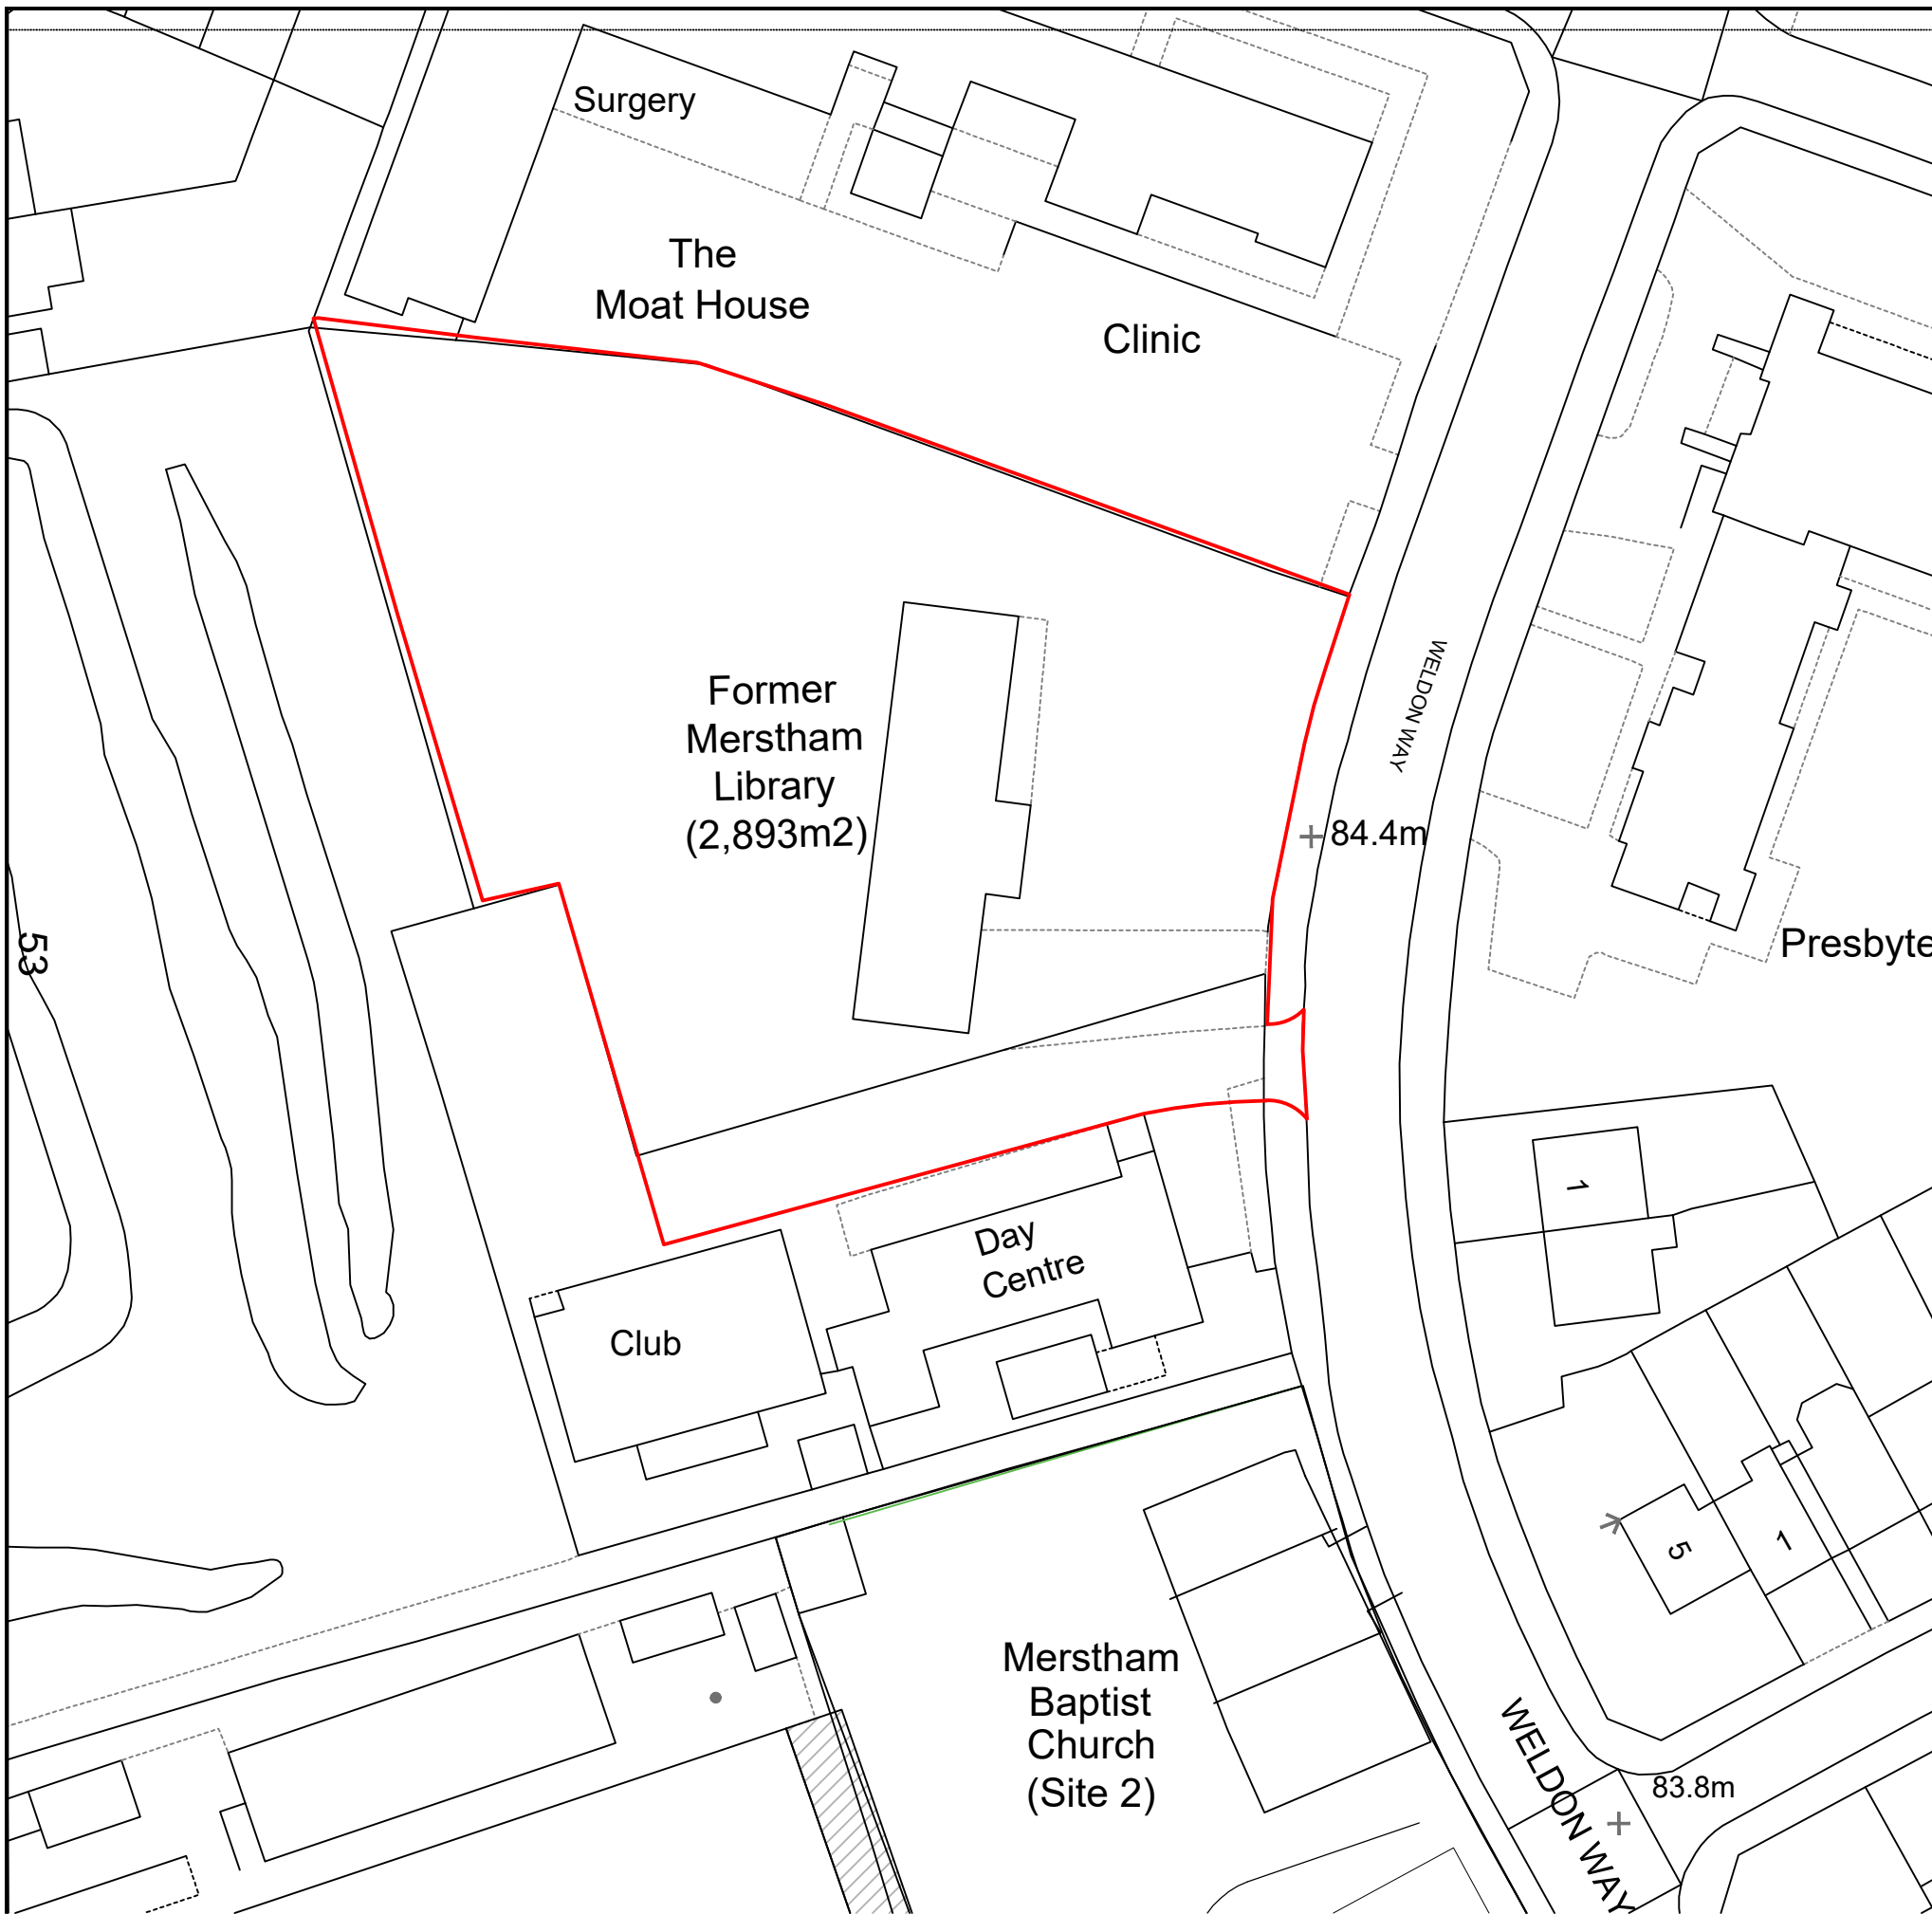 Surgery
The
Moat House
Clinic
Former
Merstham
Library
(2,893m2)
WELDON WAY
84.4m
53
Presbyte
1
Day
Centre
Club
5
1
Merstham
Baptist
Church
(Site 2)
WELDON WAY
83.8m